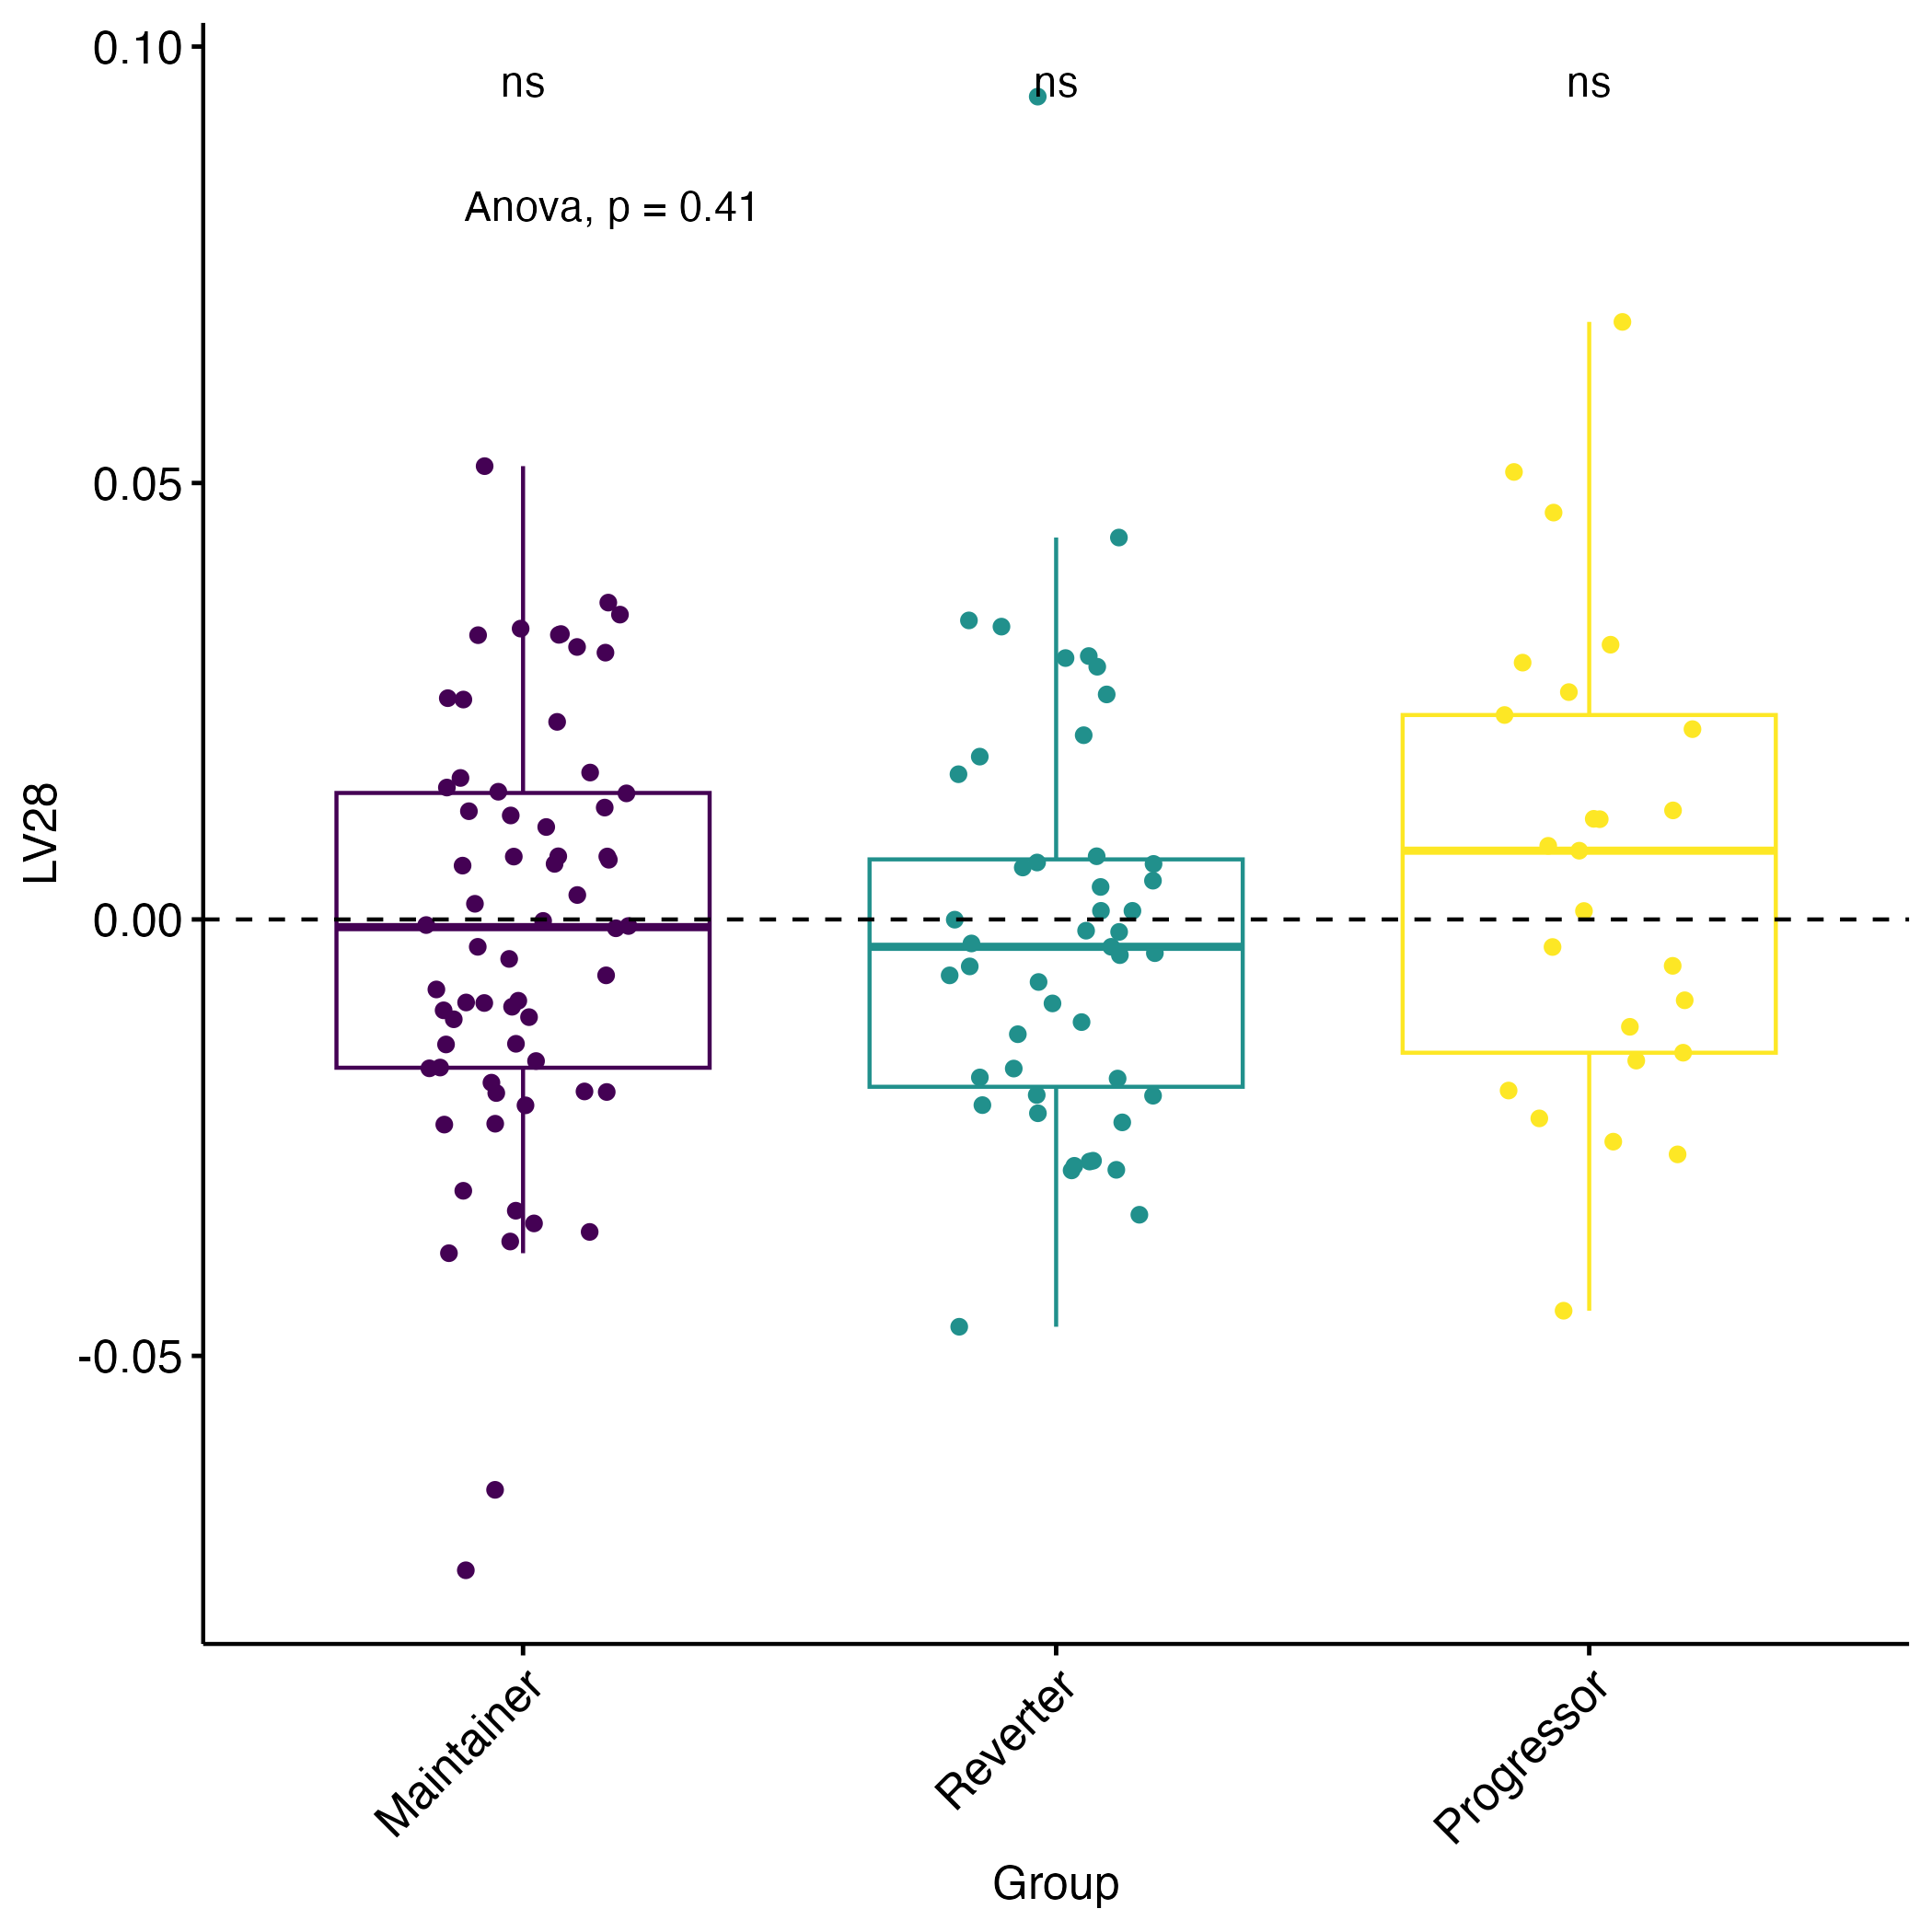 0.10
ns ns ns
Anova, p = 0.41
0.05
LV28
0.00
-0.05
Maintainer
Reverter
Progressor
Group